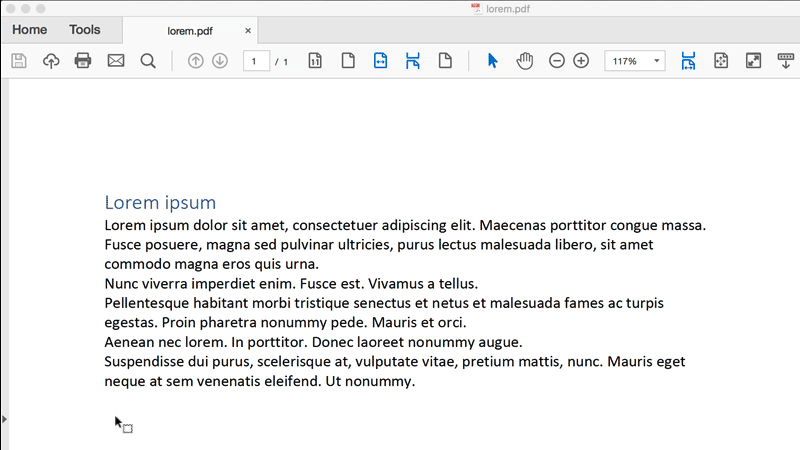 lorem.pdf
Home Tools lorem.pdf ×
1 / 1 1:1 117%
Lorem ipsum
Lorem ipsum dolor sit amet, consectetuer adipiscing elit. Maecenas porttitor congue massa.
Fusce posuere, magna sed pulvinar ultricies, purus lectus malesuada libero, sit amet
commodo magna eros quis urna.
Nunc viverra imperdiet enim. Fusce est. Vivamus a tellus.
Pellentesque habitant morbi tristique senectus et netus et malesuada fames ac turpis
egestas. Proin pharetra nonummy pede. Mauris et orci.
Aenean nec lorem. In porttitor. Donec laoreet nonummy augue.
Suspendisse dui purus, scelerisque at, vulputate vitae, pretium mattis, nunc. Mauris eget
neque at sem venenatis eleifend. Ut nonummy.